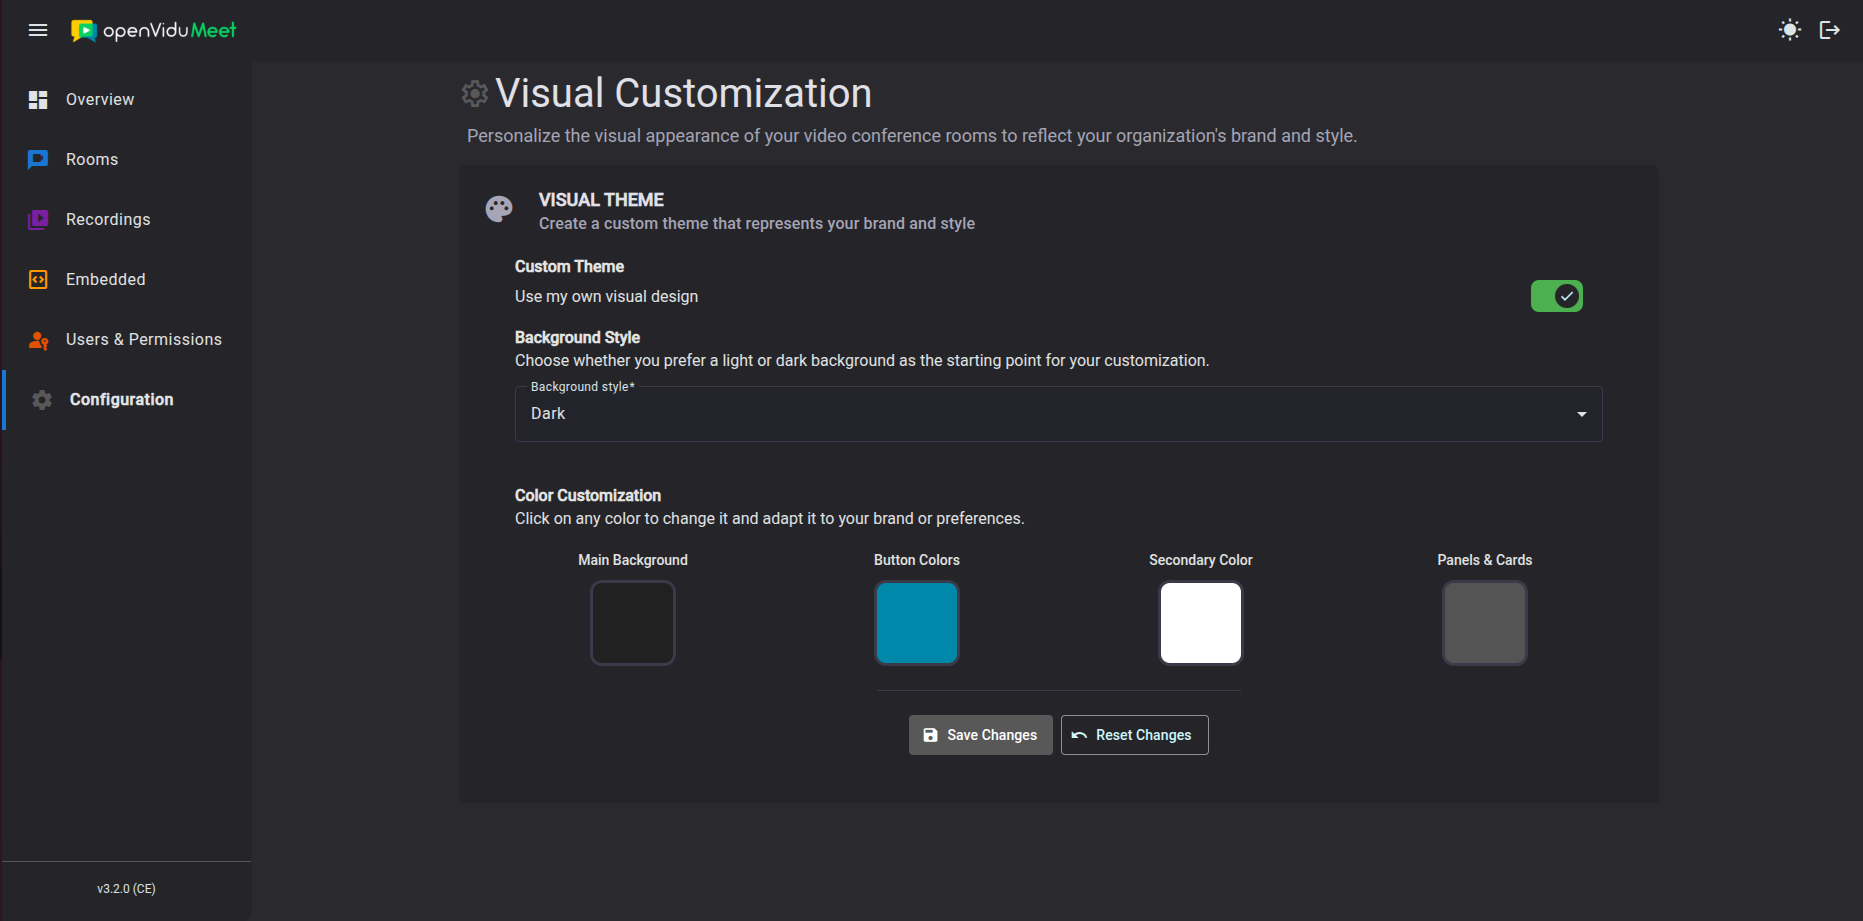 openVidu Meet
Overview
Rooms
Recordings
Embedded
Users & Permissions
Configuration
v3.2.0 (CE)
Visual Customization
Personalize the visual appearance of your video conference rooms to reflect your organization's brand and style.
VISUAL THEME
Create a custom theme that represents your brand and style
Custom Theme
Use my own visual design
Background Style
Choose whether you prefer a light or dark background as the starting point for your customization.
Background style*
Dark
Color Customization
Click on any color to change it and adapt it to your brand or preferences.
Main Background
Button Colors
Secondary Color
Panels & Cards
Save Changes
Reset Changes